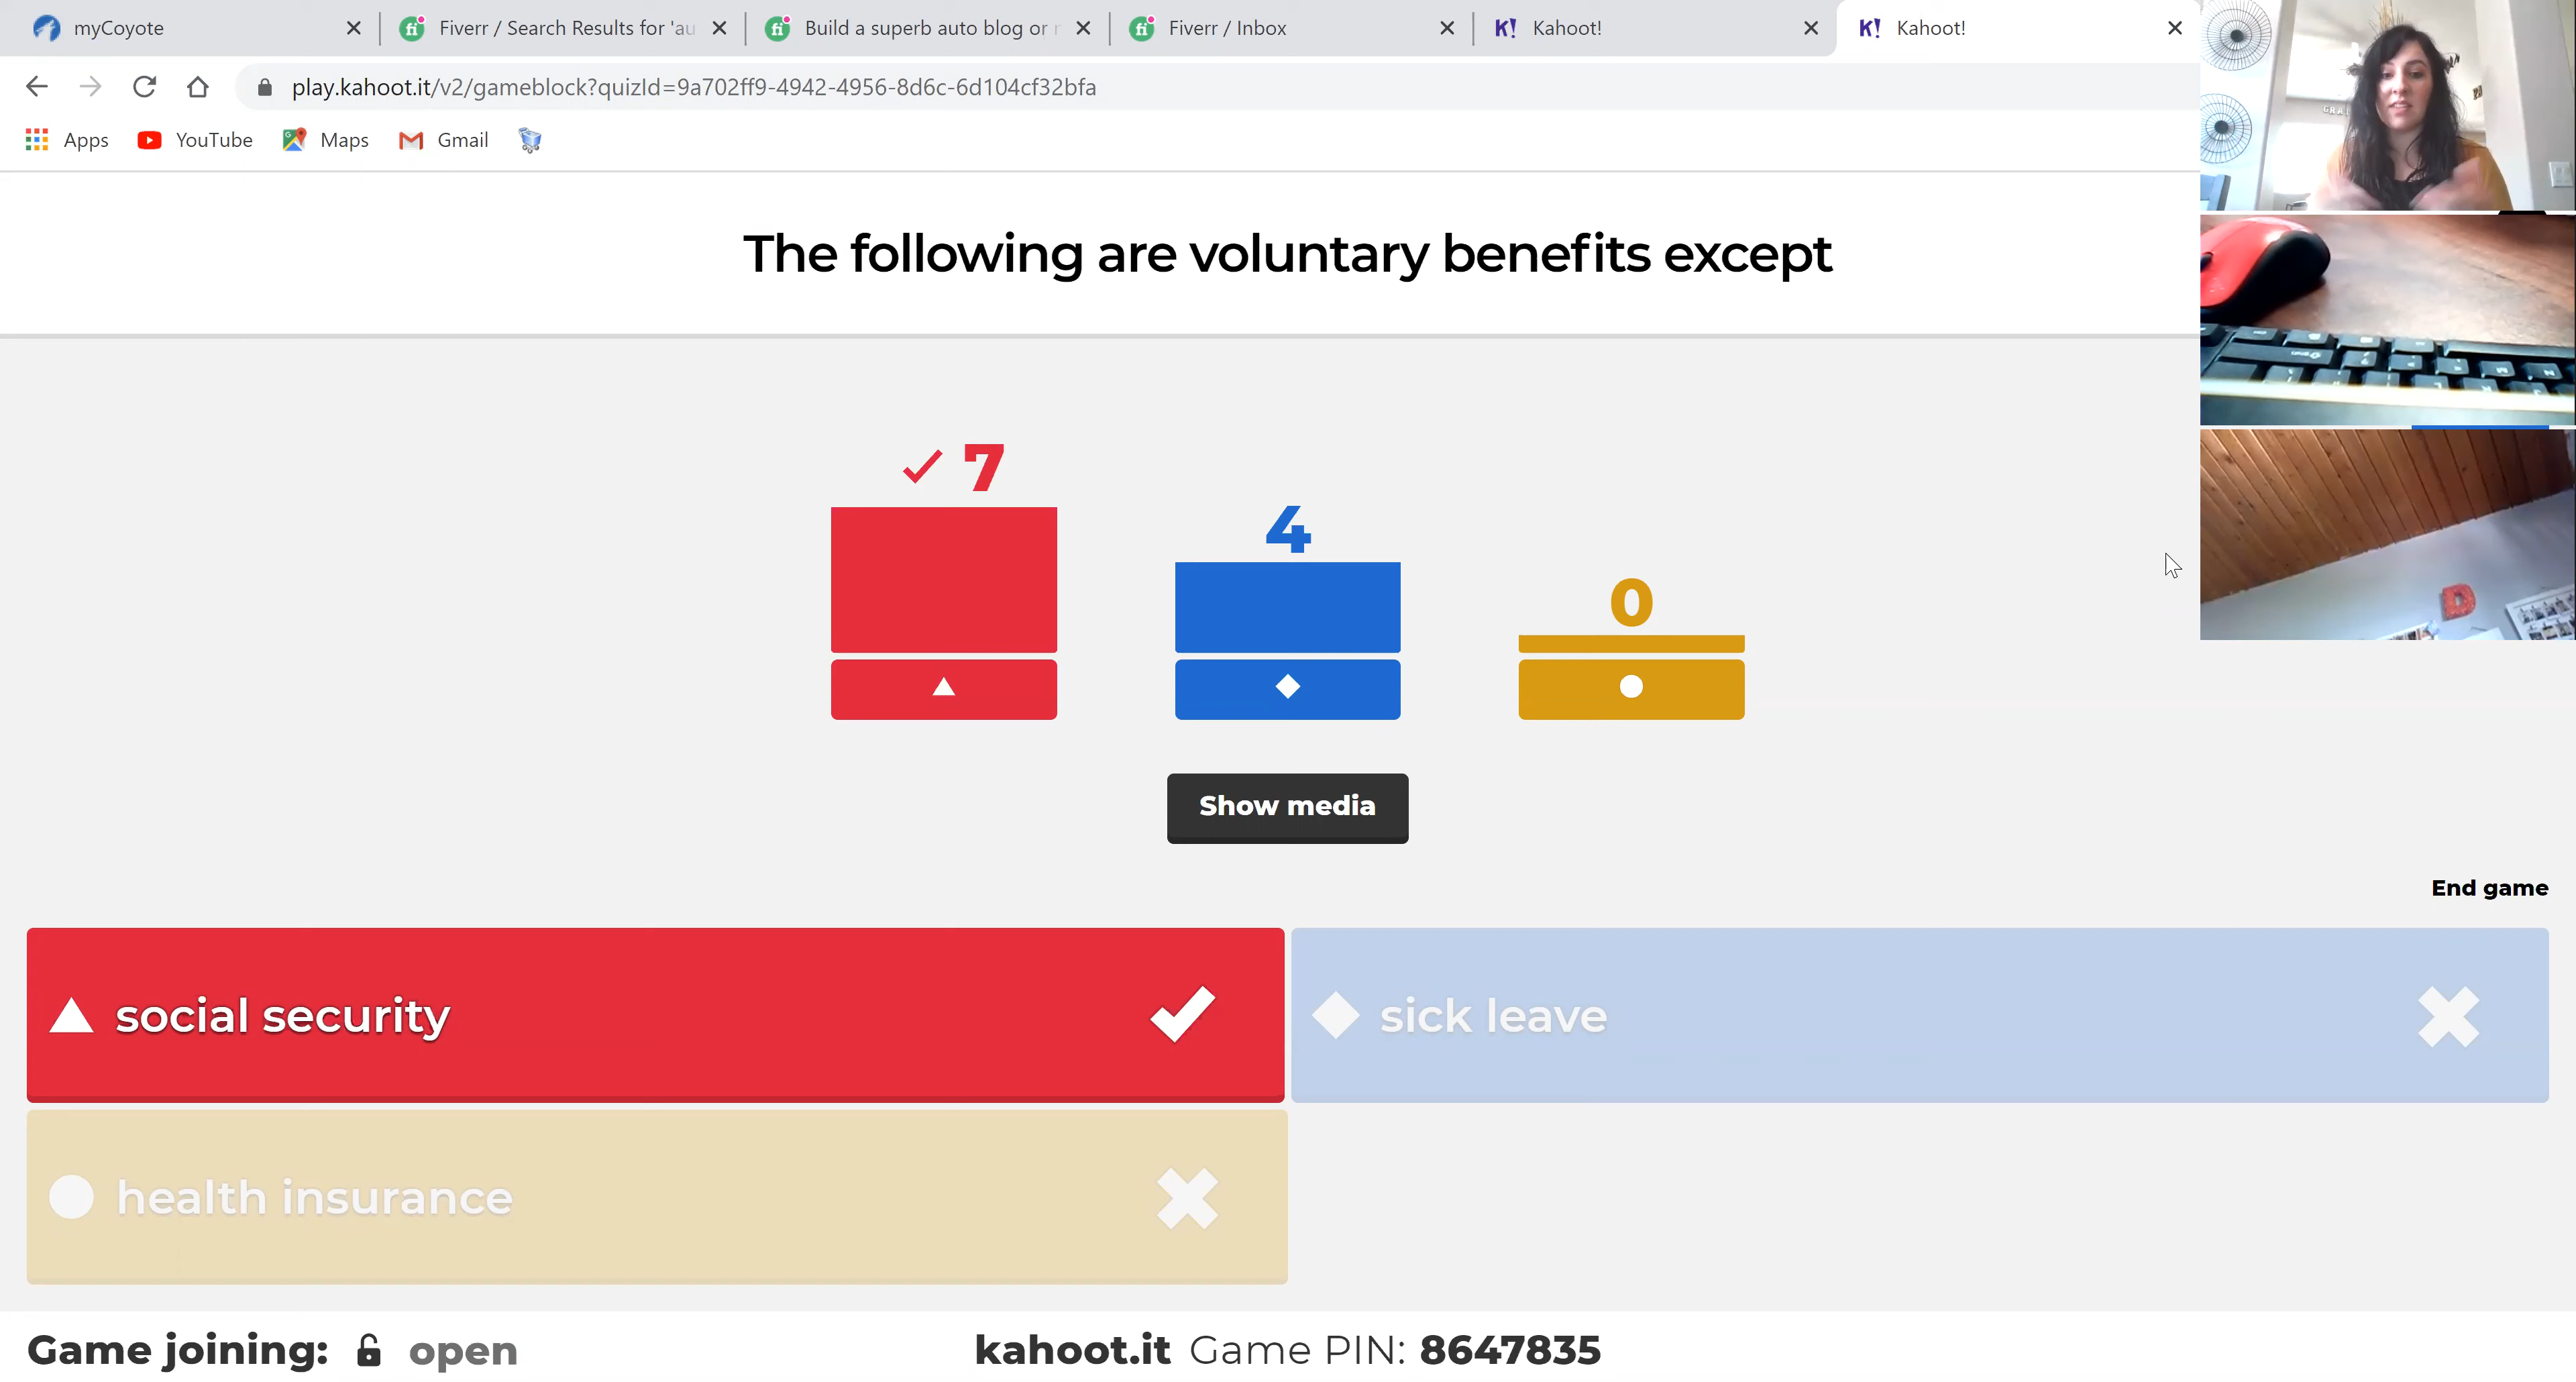 myCoyote
Fiverr / Search Results for 'au
Build a superb auto blog or
Fiverr / Inbox
Kahoot!
Kahoot!
play.kahoot.it/v2/gameblock?quizId=9a702ff9-4942-4956-8d6c-6d104cf32bfa
Apps
YouTube
Maps
Gmail
The following are voluntary benefits except
7
4
0
D
Show media
End game
social security
sick leave
health insurance
Game joining: open
kahoot.it Game PIN: 8647835